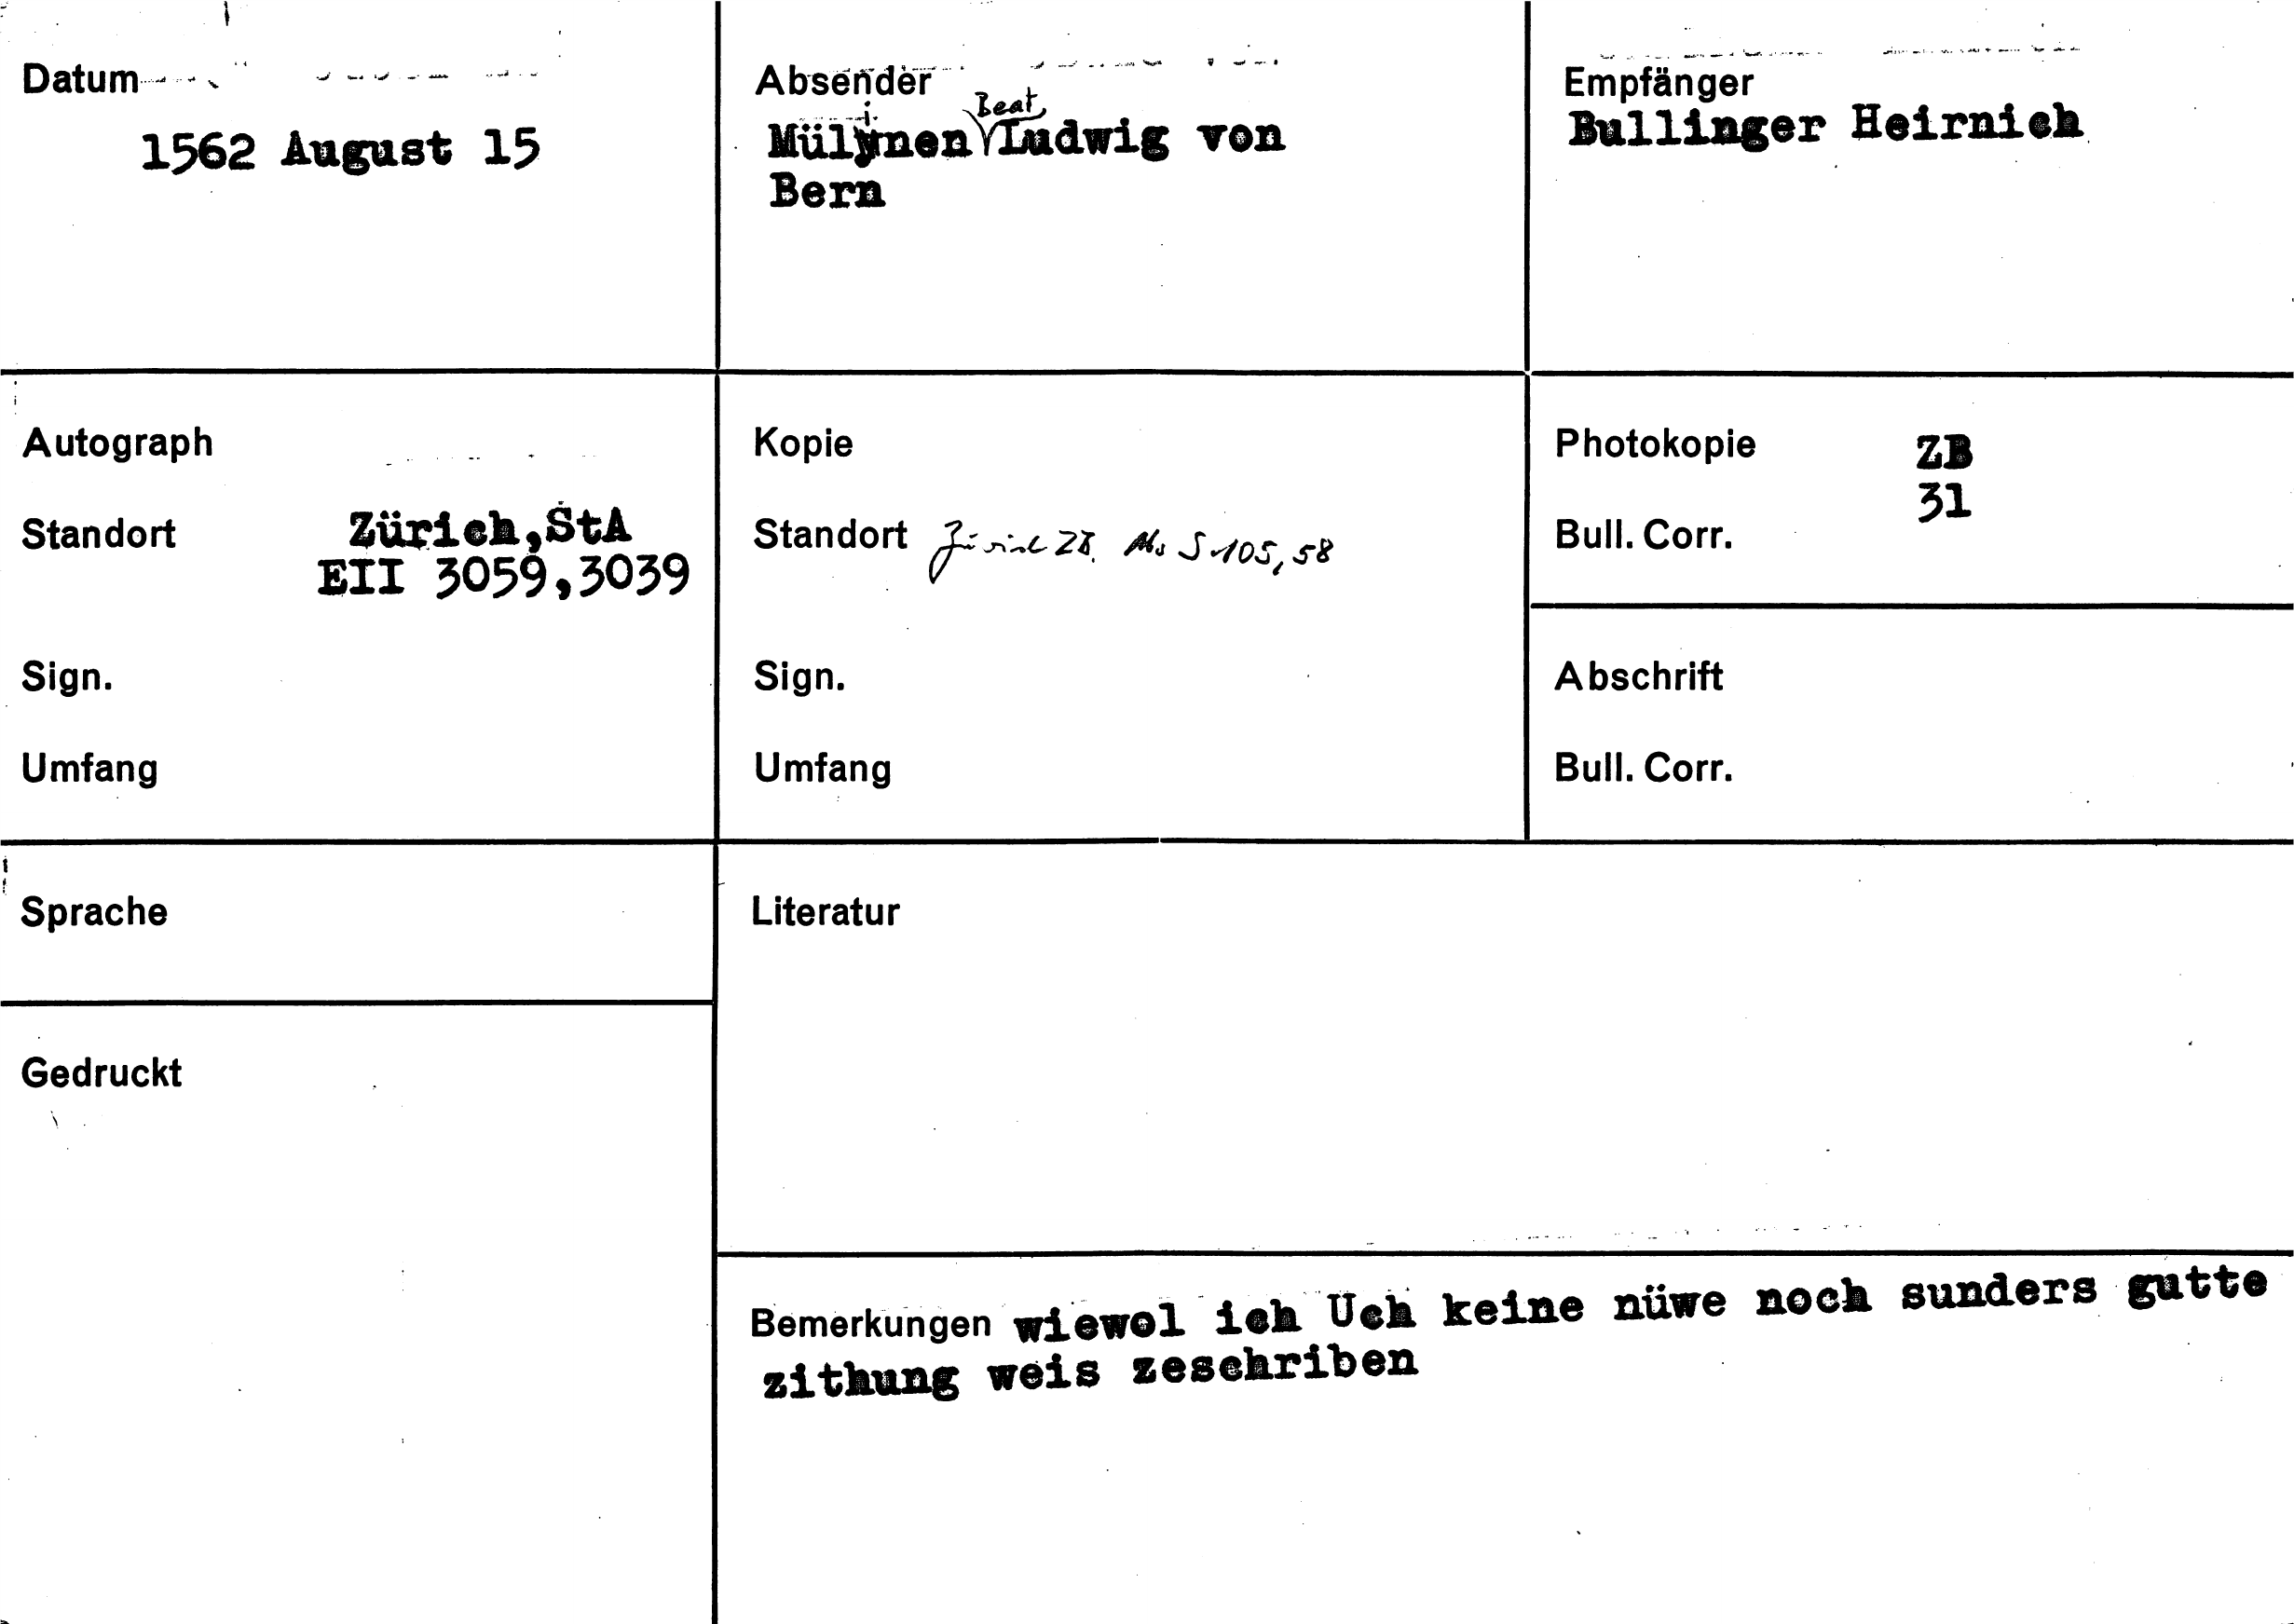 Datum
1562 August 15
Absender
Beat
Mülinen Ludwig von
Bern
Empfänger
Bullinger Heirnich
Autograph
Standort Zürich,StA
EII 3059,3039
Sign.
Umfang
Kopie
Standort Zürich ZB. Ms S 105, 58
Sign.
Umfang
Photokopie ZB
31
Bull. Corr.
Abschrift
Bull. Corr.
Sprache
Literatur
Gedruckt
Bemerkungen wiewol ich Uch keine nüwe noch sunders gutte
zithung weis zeschriben